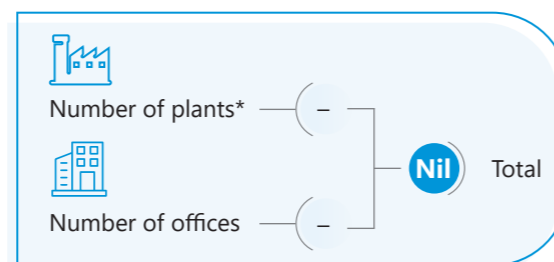 Number of plants* –
Nil Total
Number of offices –